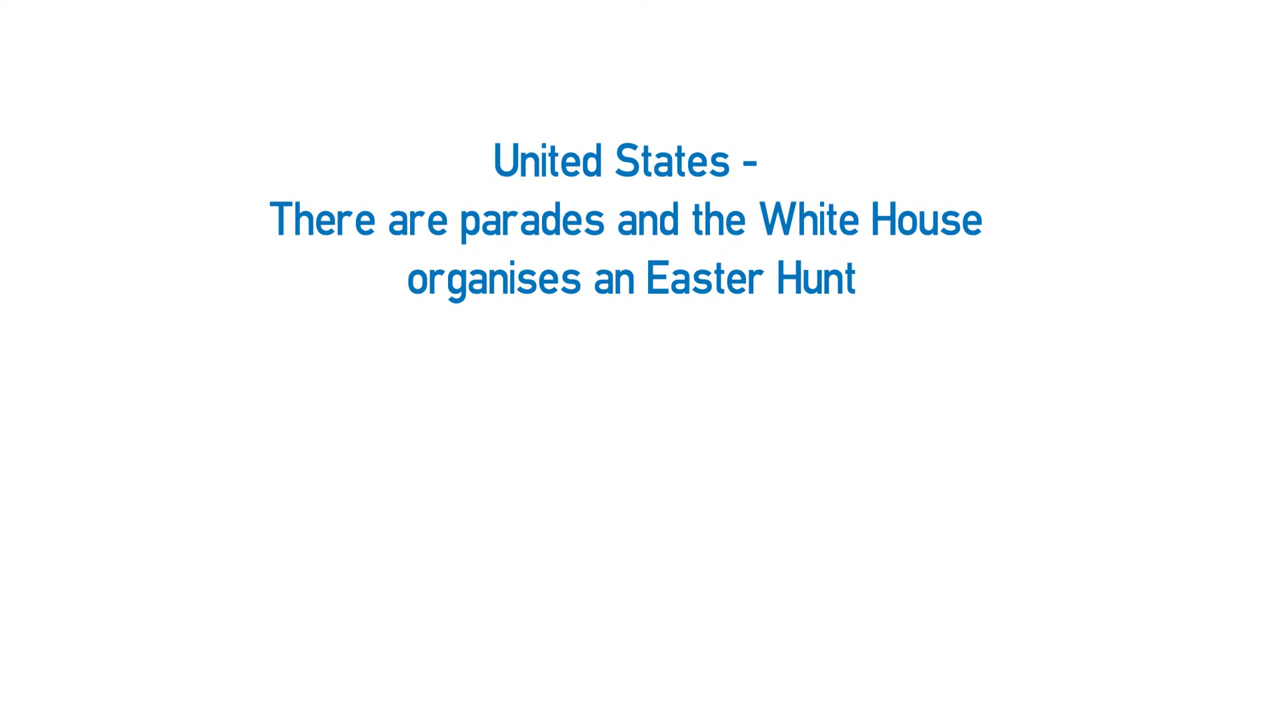 United States -
There are parades and the White House
organises an Easter Hunt